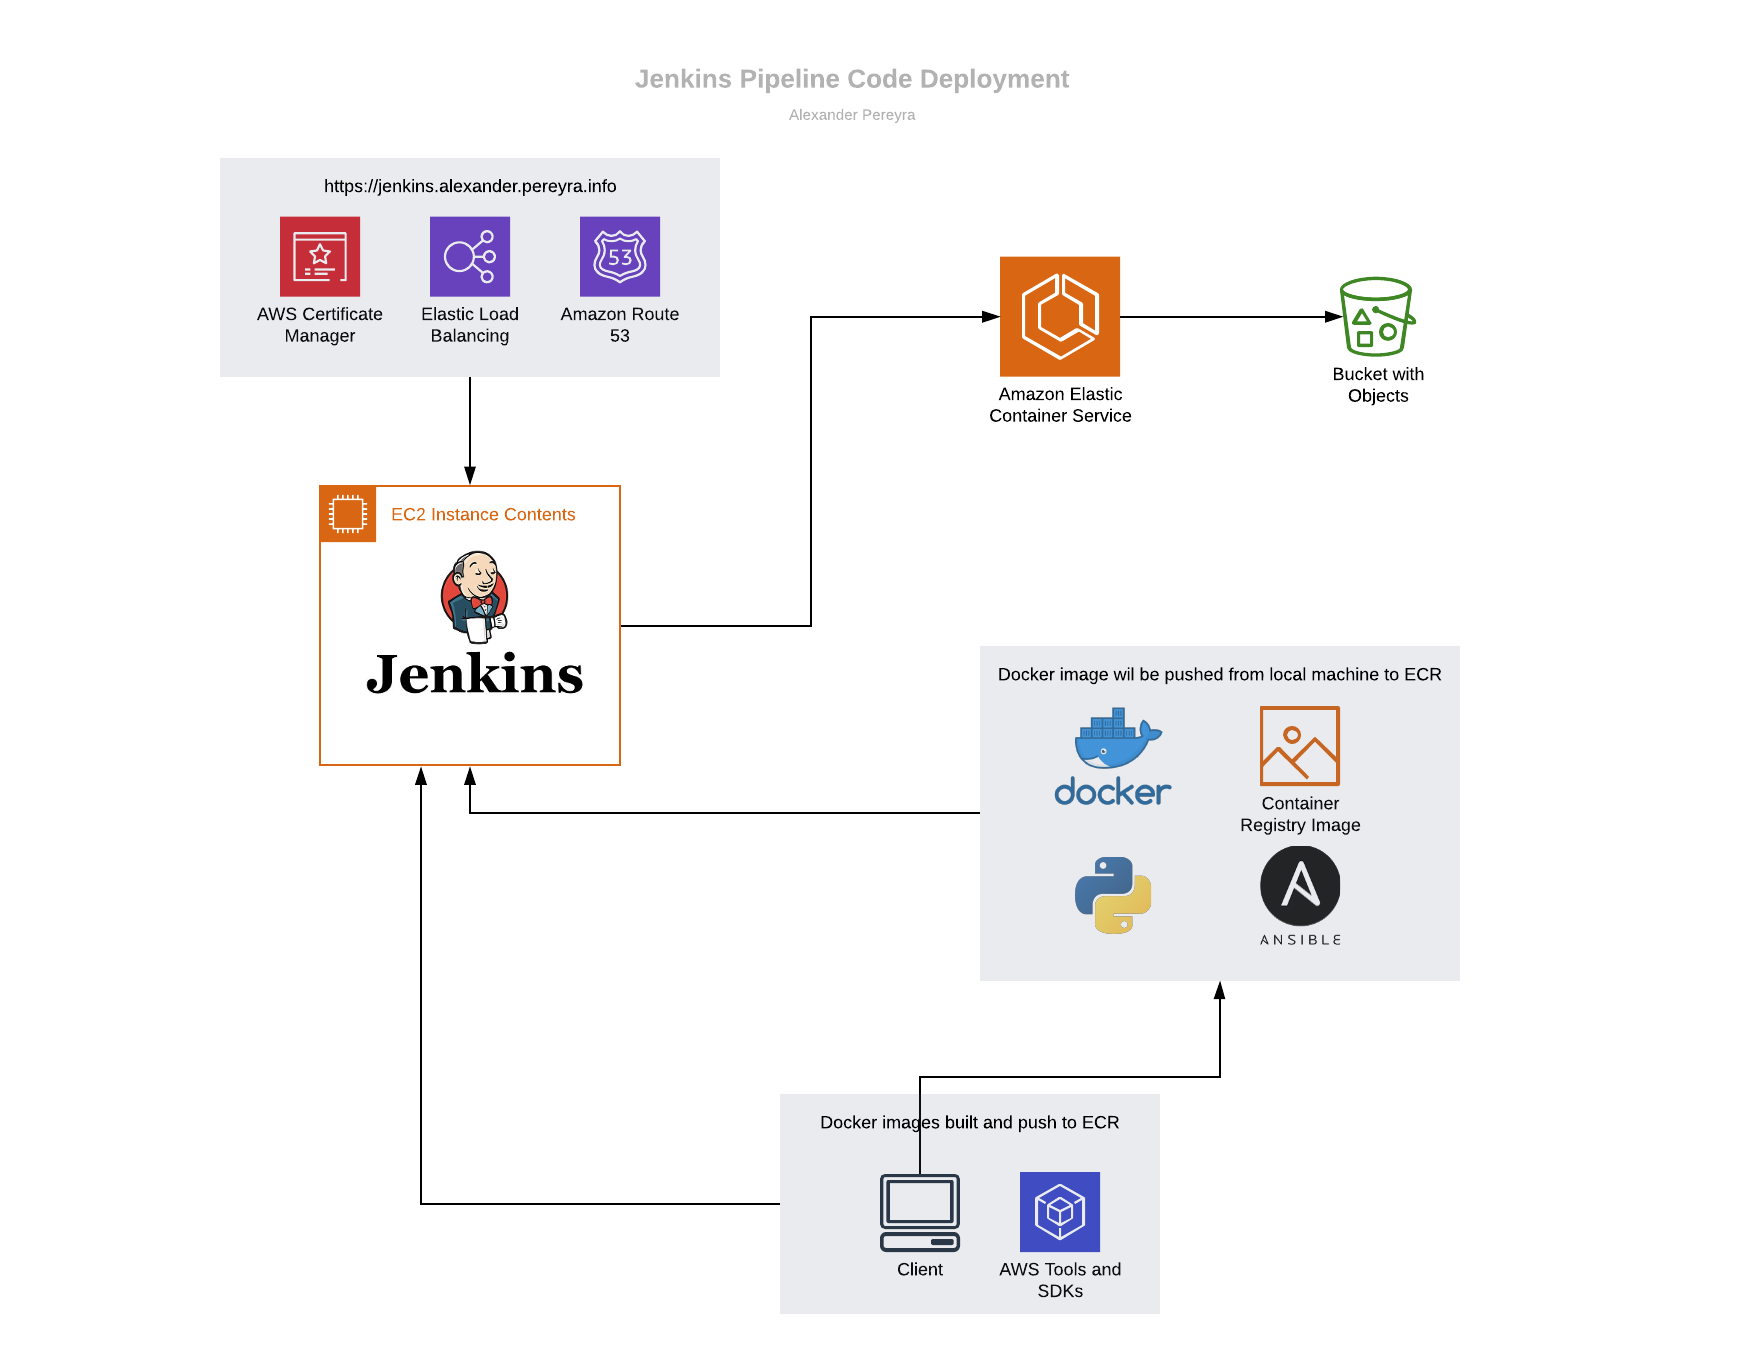 Jenkins Pipeline Code Deployment
Alexander Pereyra
https://jenkins.alexander.pereyra.info
AWS Certificate
Manager
Elastic Load
Balancing
53
Amazon Route
53
Amazon Elastic
Container Service
Bucket with
Objects
EC2 Instance Contents
Jenkins
Docker image wil be pushed from local machine to ECR
docker
Container
Registry Image
ANSIBLE
Docker images built and push to ECR
Client
AWS Tools and
SDKs